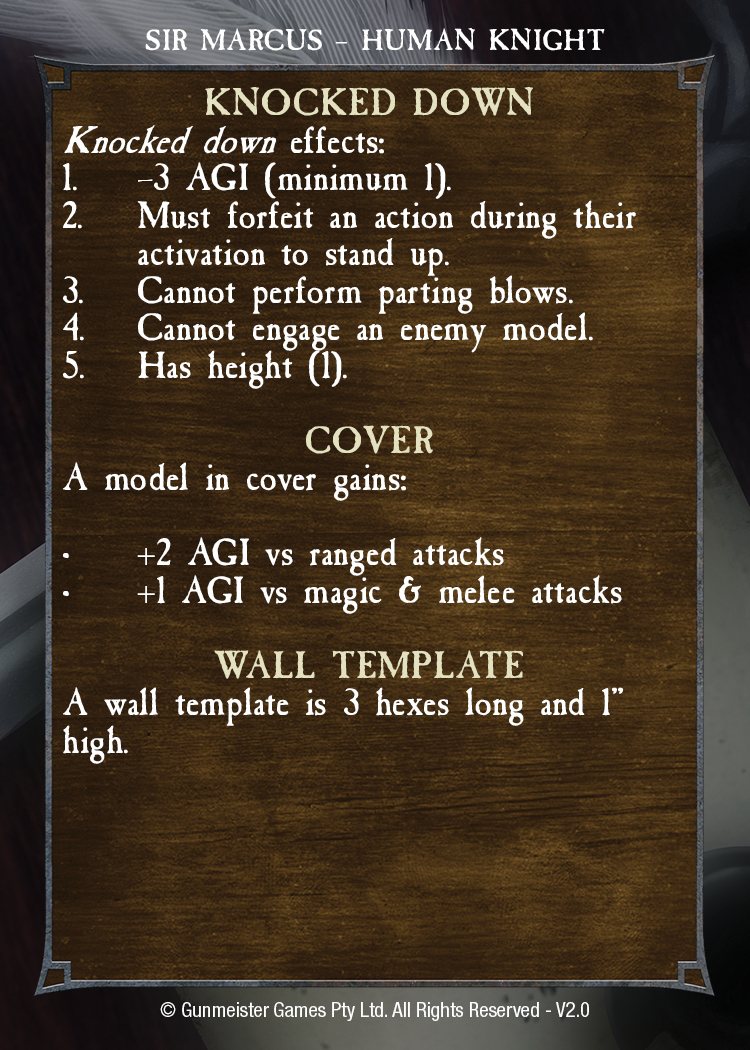 SIR MARCUS - HUMAN KNIGHT
KNOCKED DOWN
Knocked down effects:
1. -3 AGI (minimum 1).
2. Must forfeit an action during their
activation to stand up.
3. Cannot perform parting blows.
4. Cannot engage an enemy model.
5. Has height (1).
COVER
A model in cover gains:
• +2 AGI vs ranged attacks
• +1 AGI vs magic & melee attacks
WALL TEMPLATE
A wall template is 3 hexes long and 1”
high.
© Gunmeister Games Pty Ltd. All Rights Reserved - V2.0